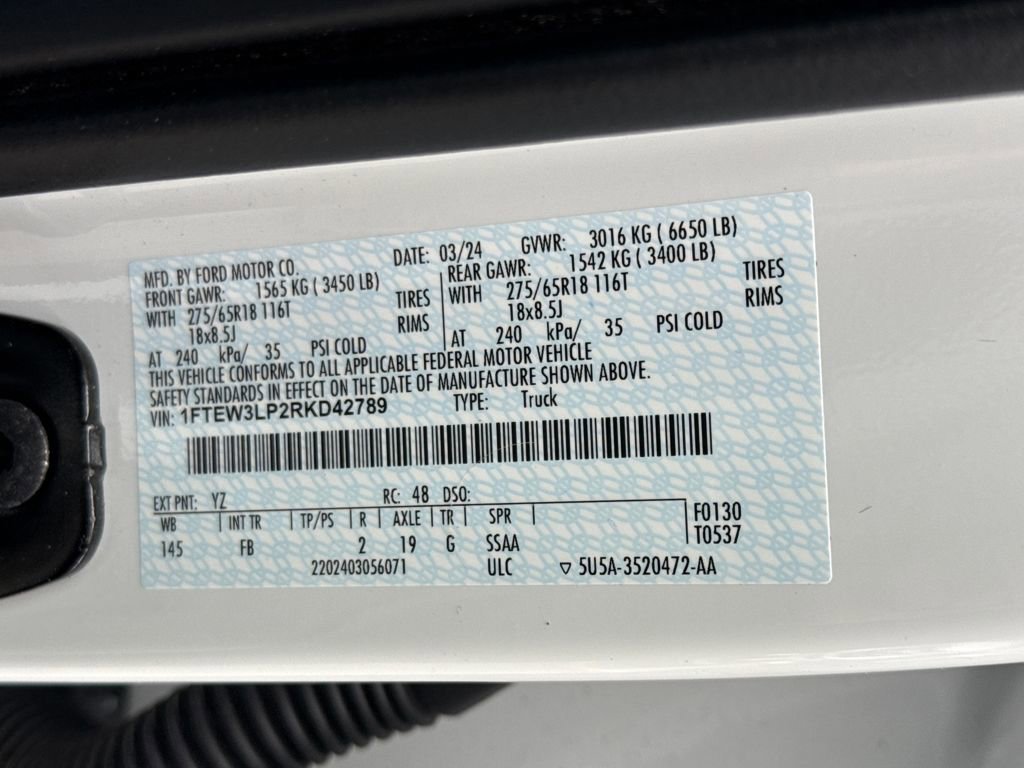 MFD. BY FORD MOTOR CO. DATE: 03/24 GVWR: 3016 KG ( 6650 LB)
FRONT GAWR: 1565 KG ( 3450 LB) REAR GAWR: 1542 KG ( 3400 LB)
WITH 275/65R18 116T TIRES WITH 275/65R18 116T TIRES
18x8.5J RIMS 18x8.5J RIMS
AT 240 kPa/ 35 PSI COLD AT 240 kPa/ 35 PSI COLD
THIS VEHICLE CONFORMS TO ALL APPLICABLE FEDERAL MOTOR VEHICLE
SAFETY STANDARDS IN EFFECT ON THE DATE OF MANUFACTURE SHOWN ABOVE.
VIN: 1FTEW3LP2RKD42789 TYPE: Truck
EXT PNT: YZ RC: 48 DSO:
WB INT TR TP/PS R AXLE TR SPR F0130
145 FB 2 19 G SSAA T0537
2202403056071 ULC ▽ 5U5A-3520472-AA